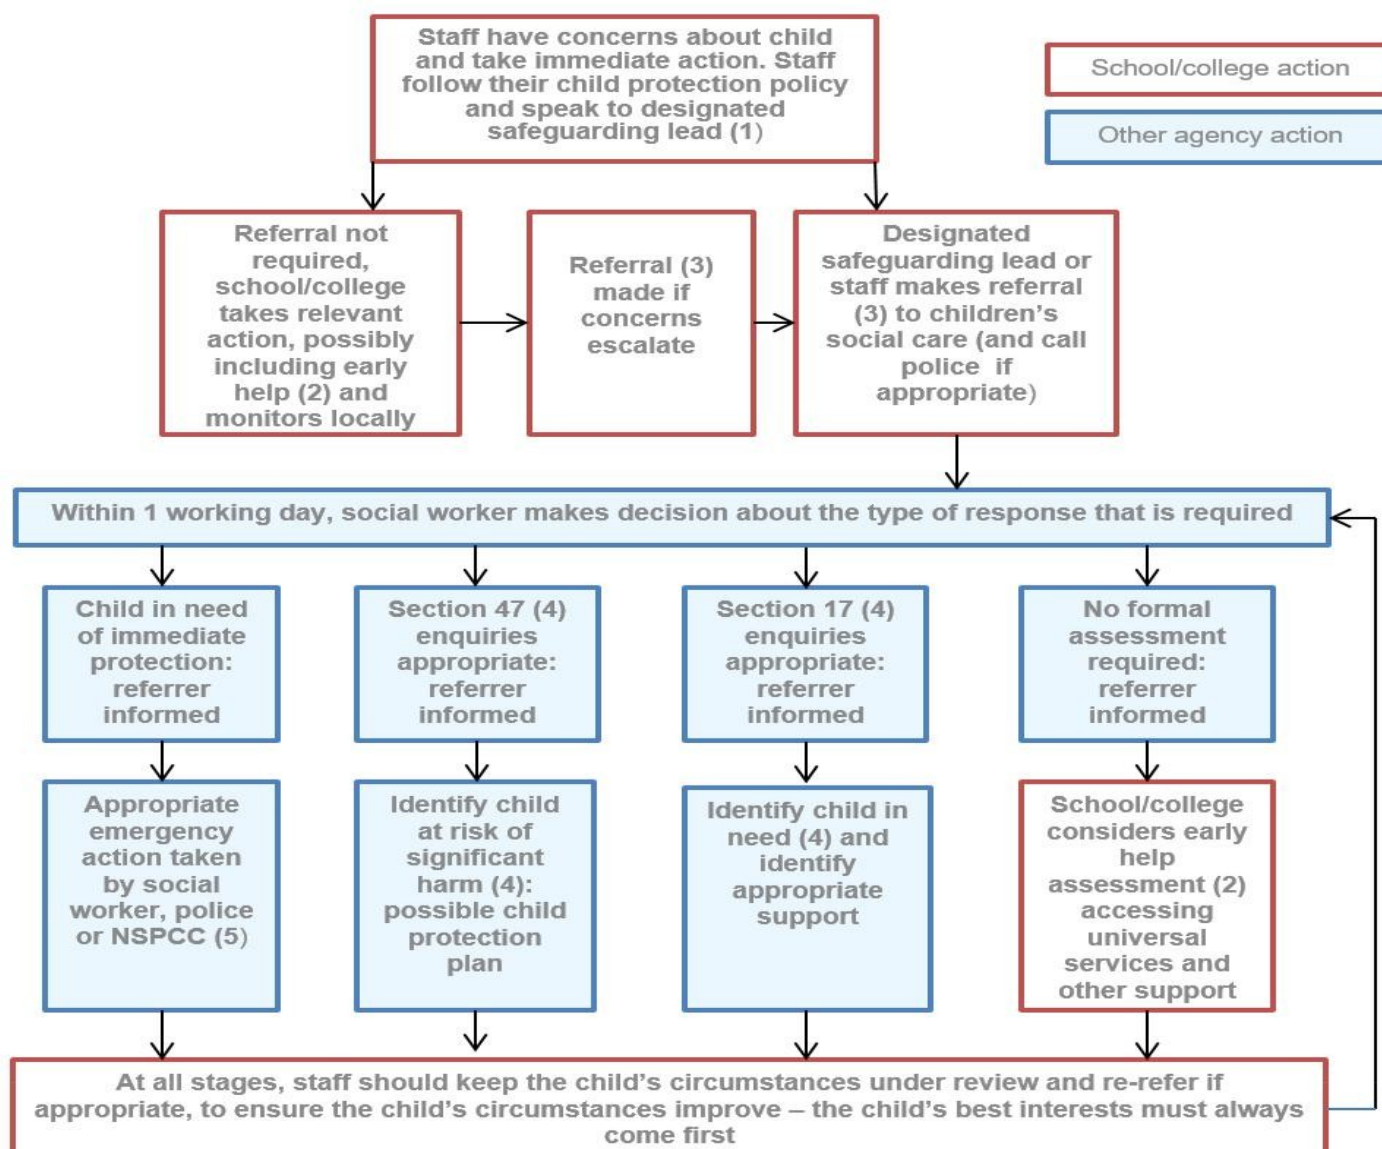 Staff have concerns about child
and take immediate action. Staff
follow their child protection policy
and speak to designated
safeguarding lead (1)
School/college action
Other agency action
Referral not
required,
school/college
takes relevant
action, possibly
including early
help (2) and
monitors locally
Referral (3)
made if
concerns
escalate
Designated
safeguarding lead or
staff makes referral
(3) to children’s
social care (and call
police if
appropriate)
Within 1 working day, social worker makes decision about the type of response that is required
Child in need
of immediate
protection:
referrer
informed
Section 47 (4)
enquiries
appropriate:
referrer
informed
Section 17 (4)
enquiries
appropriate:
referrer
informed
No formal
assessment
required:
referrer
informed
Appropriate
emergency
action taken
by social
worker, police
or NSPCC (5)
Identify child
at risk of
significant
harm (4):
possible child
protection
plan
Identify child in
need (4) and
identify
appropriate
support
School/college
considers early
help
assessment (2)
accessing
universal
services and
other support
At all stages, staff should keep the child’s circumstances under review and re-refer if
appropriate, to ensure the child’s circumstances improve – the child’s best interests must always
come first